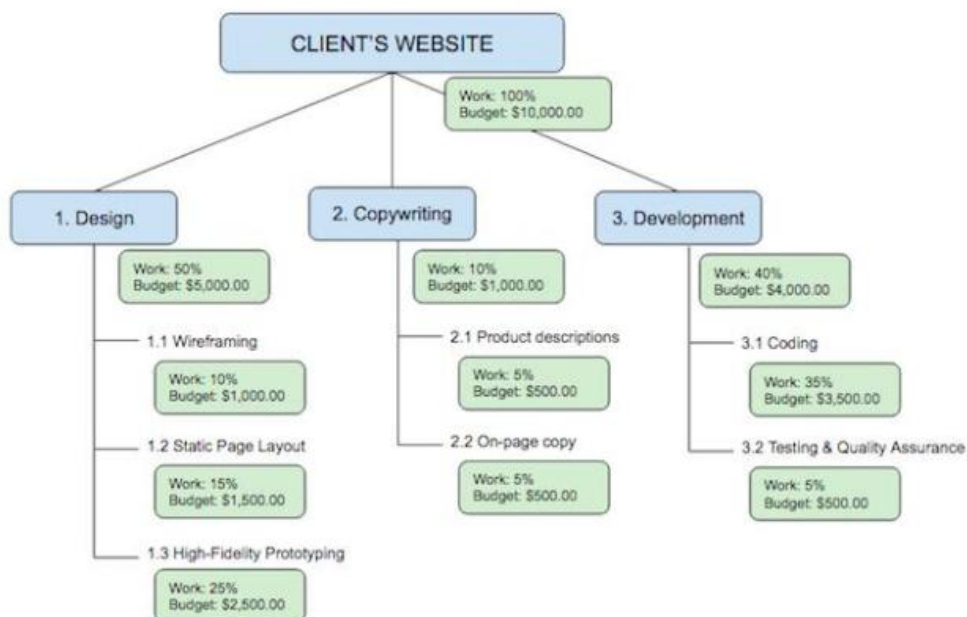 CLIENT'S WEBSITE
Work: 100%
Budget: $10,000.00
1. Design
Work: 50%
Budget: $5,000.00
1.1 Wireframing
Work: 10%
Budget: $1,000.00
1.2 Static Page Layout
Work: 15%
Budget: $1,500.00
1.3 High-Fidelity Prototyping
Work: 25%
Budget: $2,500.00
2. Copywriting
Work: 10%
Budget: $1,000.00
2.1 Product descriptions
Work: 5%
Budget: $500.00
2.2 On-page copy
Work: 5%
Budget: $500.00
3. Development
Work: 40%
Budget: $4,000.00
3.1 Coding
Work: 35%
Budget: $3,500.00
3.2 Testing & Quality Assurance
Work: 5%
Budget: $500.00